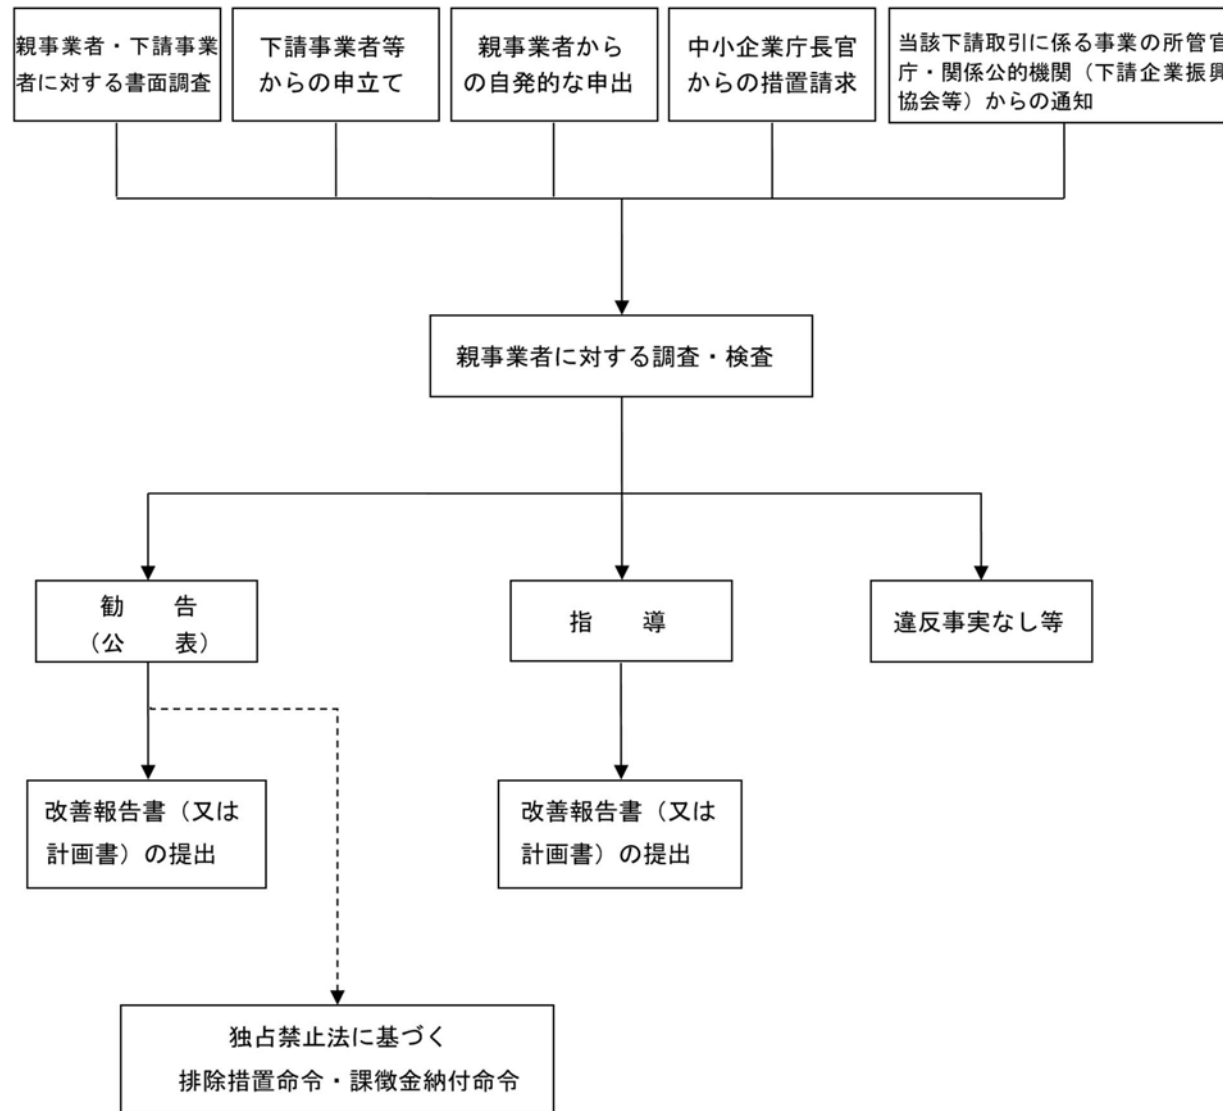 親事業者・下請事業
者に対する書面調査
下請事業者等
からの申立て
親事業者から
の自発的な申出
中小企業庁長官
からの措置請求
当該下請取引に係る事業の所管官
庁・関係公的機関（下請企業振興
協会等）からの通知
親事業者に対する調査・検査
勧　　告
（公　　表）
指　　導
違反事実なし等
改善報告書（又は
計画書）の提出
改善報告書（又は
計画書）の提出
独占禁止法に基づく
排除措置命令・課徴金納付命令